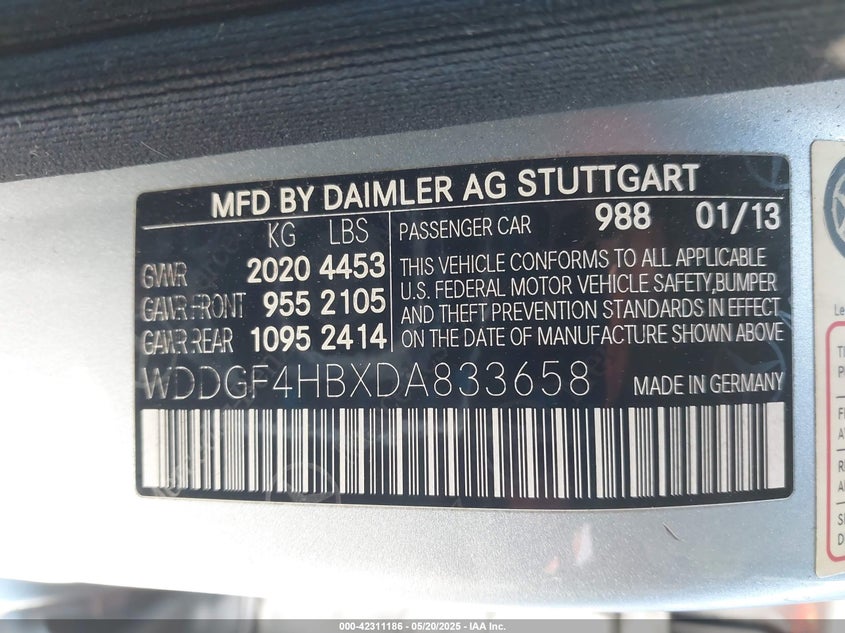 MFD BY DAIMLER AG STUTTGART
KG LBS
PASSENGER CAR 988 01/13
GVWR 2020 4453
GAWR FRONT 955 2105
GAWR REAR 1095 2414
THIS VEHICLE CONFORMS TO ALL APPLICABLE
U.S. FEDERAL MOTOR VEHICLE SAFETY,BUMPER
AND THEFT PREVENTION STANDARDS IN EFFECT
ON THE DATE OF MANUFACTURE SHOWN ABOVE
WDDGF4HBXDA833658 MADE IN GERMANY
000-42311186 - 05/20/2025 - IAA Inc.